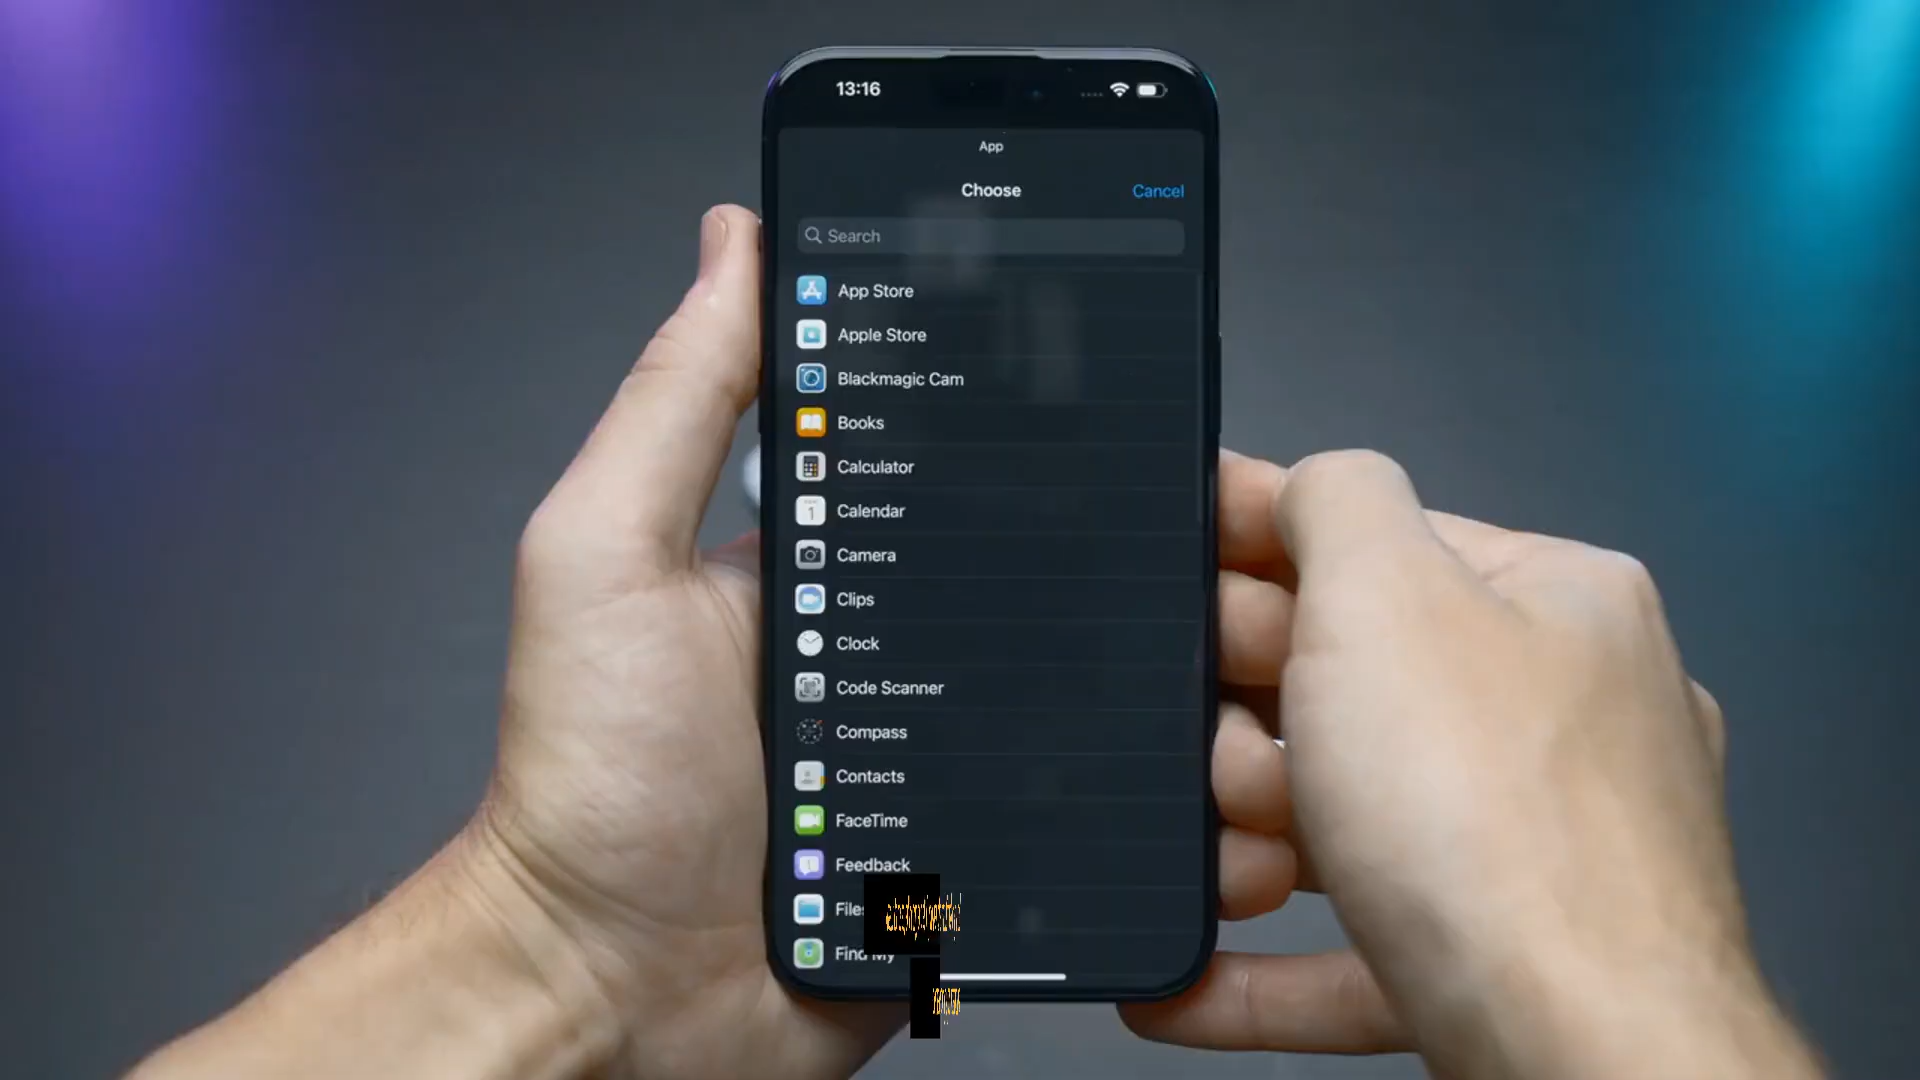 13:16
App
Choose
Cancel
Search
App Store
Apple Store
Blackmagic Cam
Books
Calculator
1
Calendar
Camera
Clips
Clock
Code Scanner
Compass
Contacts
FaceTime
Feedback
Files
Find My